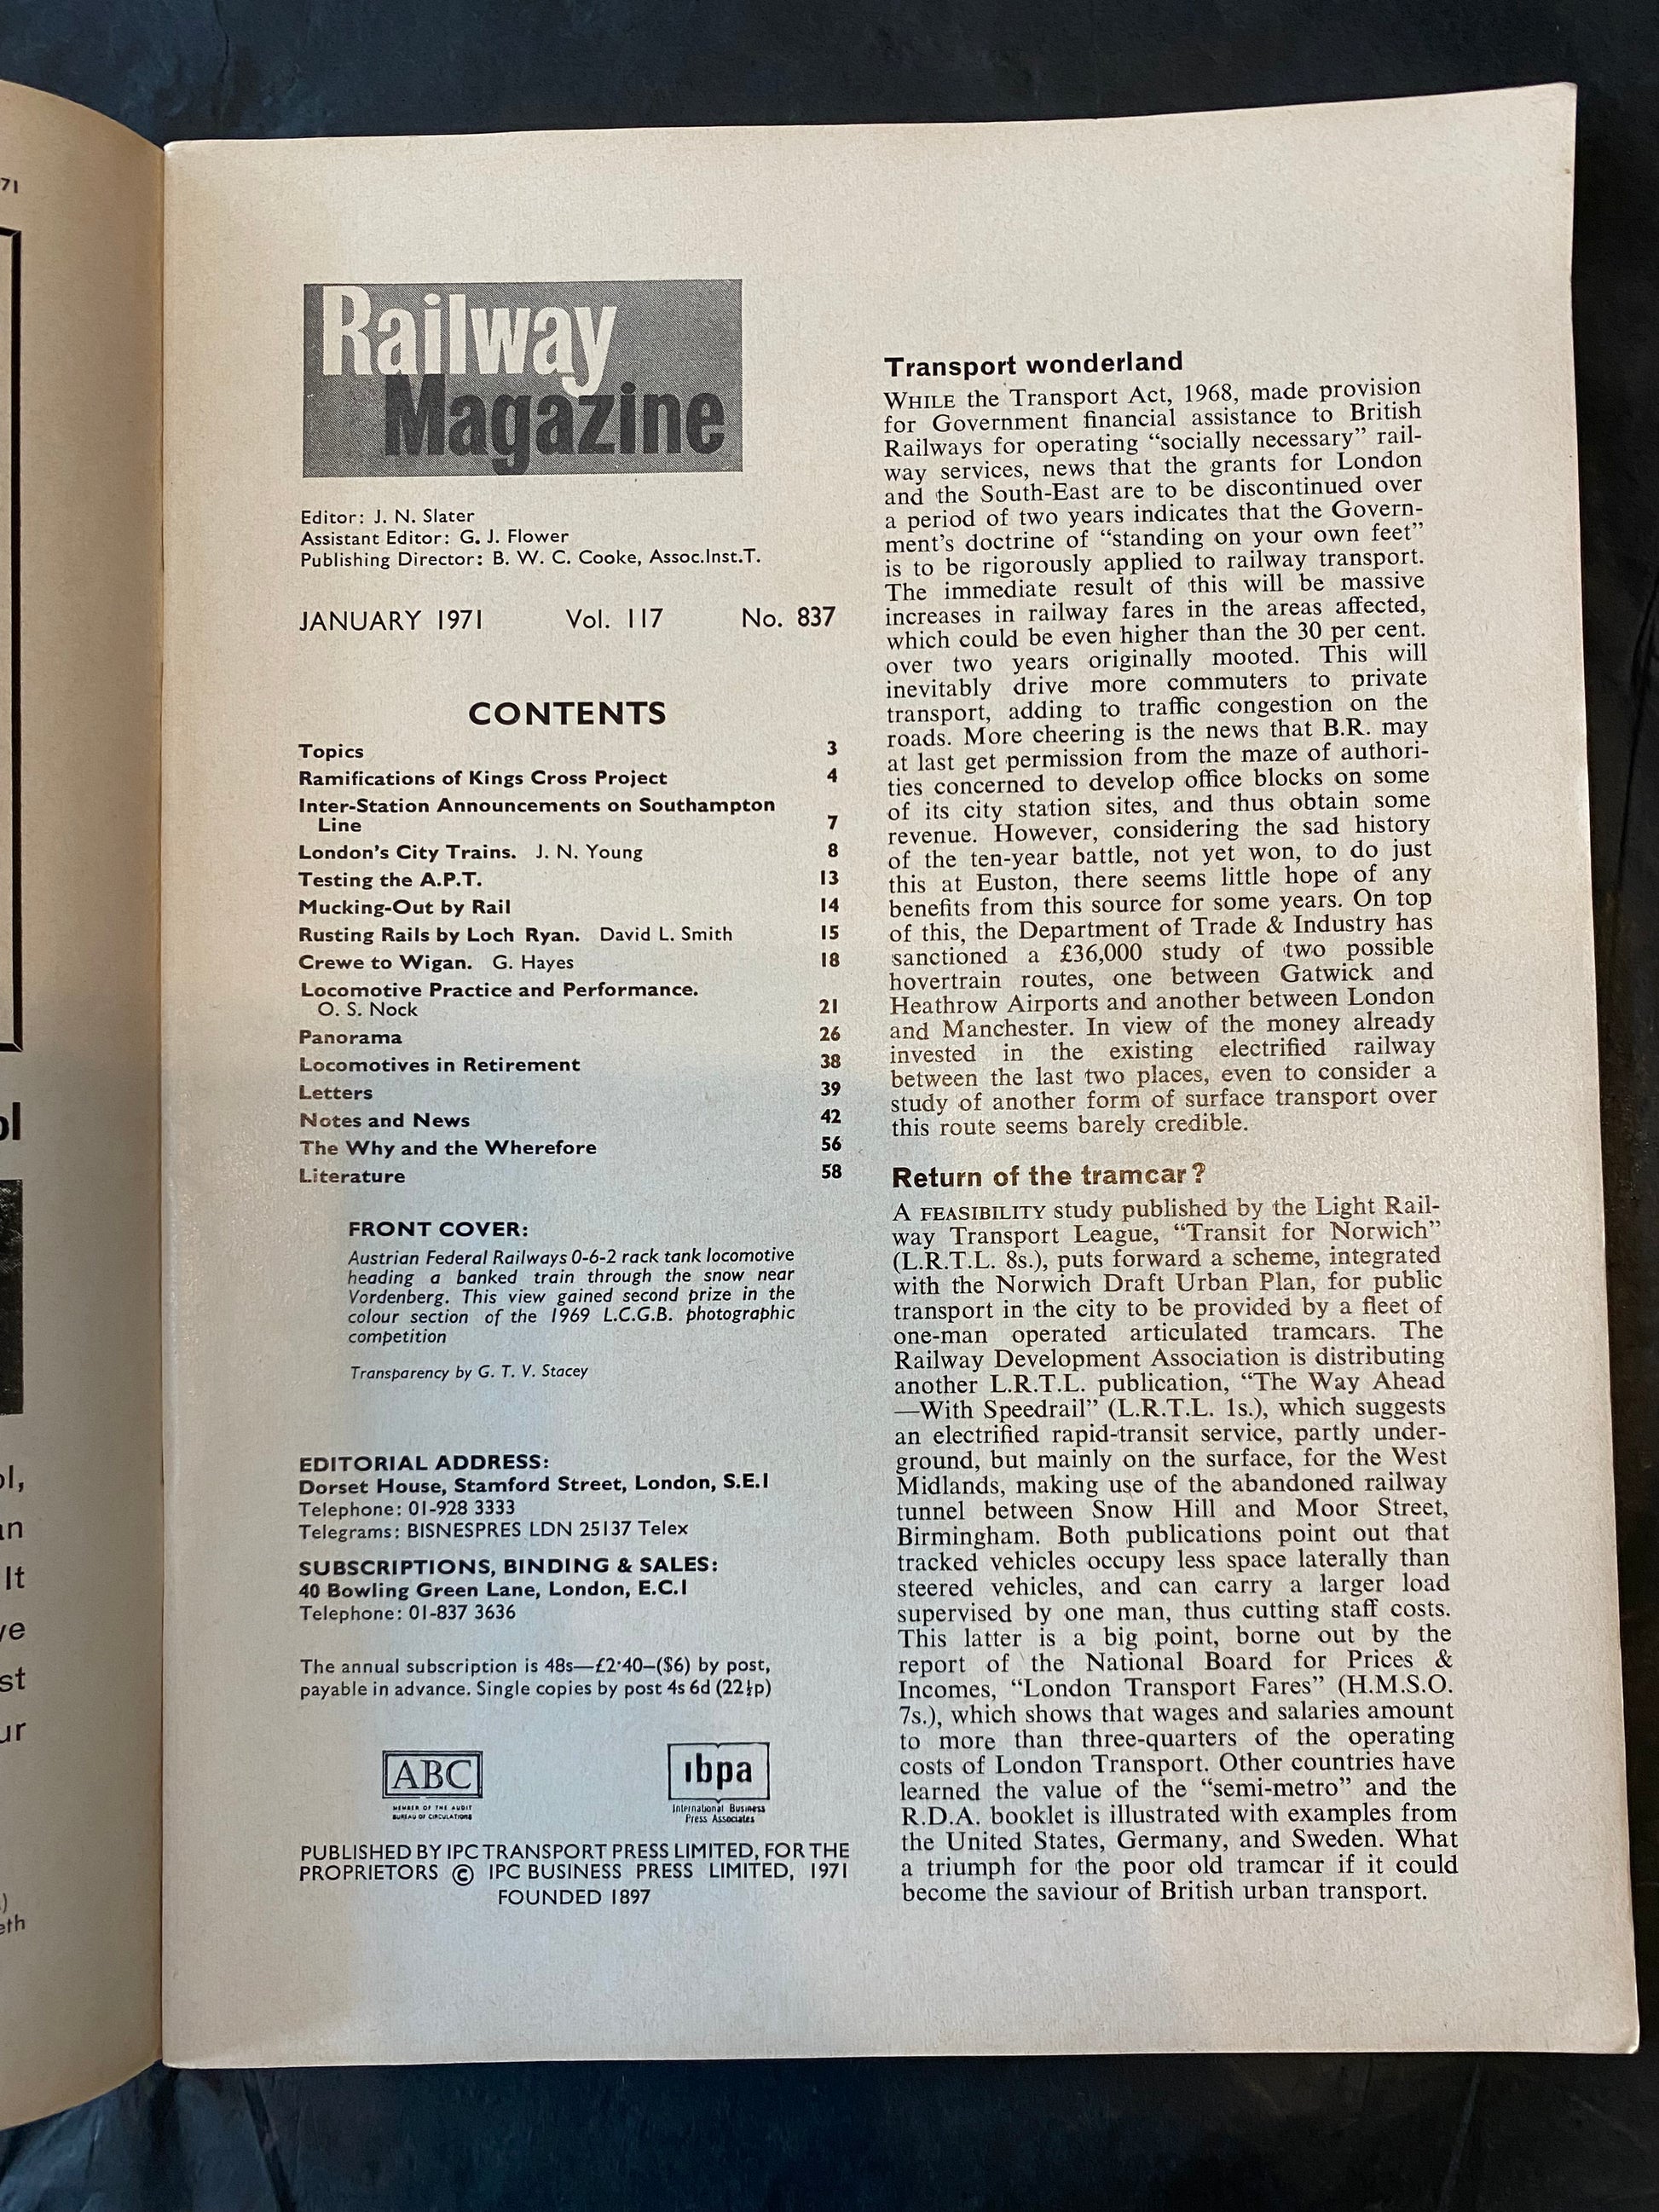 71
ol
ol,
an
It
ve
st
ur
)
eth
Railway
Magazine
Editor: J. N. Slater
Assistant Editor: G. J. Flower
Publishing Director: B. W. C. Cooke, Assoc.Inst.T.
JANUARY 1971 Vol. 117 No. 837
CONTENTS
Topics 3
Ramifications of Kings Cross Project 4
Inter-Station Announcements on Southampton
Line 7
London's City Trains. J. N. Young 8
Testing the A.P.T. 13
Mucking-Out by Rail 14
Rusting Rails by Loch Ryan. David L. Smith 15
Crewe to Wigan. G. Hayes 18
Locomotive Practice and Performance.
O. S. Nock 21
Panorama 26
Locomotives in Retirement 38
Letters 39
Notes and News 42
The Why and the Wherefore 56
Literature 58
FRONT COVER:
Austrian Federal Railways 0-6-2 rack tank locomotive
heading a banked train through the snow near
Vordenberg. This view gained second prize in the
colour section of the 1969 L.C.G.B. photographic
competition
Transparency by G. T. V. Stacey
EDITORIAL ADDRESS:
Dorset House, Stamford Street, London, S.E.1
Telephone: 01-928 3333
Telegrams: BISNESPRES LDN 25137 Telex
SUBSCRIPTIONS, BINDING & SALES:
40 Bowling Green Lane, London, E.C.1
Telephone: 01-837 3636
The annual subscription is 48s—£2·40–($6) by post,
payable in advance. Single copies by post 4s 6d (22½p)
ABC
MEMBER OF THE AUDIT
BUREAU OF CIRCULATIONS
ibpa
International Business
Press Associates
PUBLISHED BY IPC TRANSPORT PRESS LIMITED, FOR THE
PROPRIETORS © IPC BUSINESS PRESS LIMITED, 1971
FOUNDED 1897
Transport wonderland
WHILE the Transport Act, 1968, made provision
for Government financial assistance to British
Railways for operating “socially necessary” rail-
way services, news that the grants for London
and the South-East are to be discontinued over
a period of two years indicates that the Govern-
ment's doctrine of “standing on your own feet”
is to be rigorously applied to railway transport.
The immediate result of this will be massive
increases in railway fares in the areas affected,
which could be even higher than the 30 per cent.
over two years originally mooted. This will
inevitably drive more commuters to private
transport, adding to traffic congestion on the
roads. More cheering is the news that B.R. may
at last get permission from the maze of authori-
ties concerned to develop office blocks on some
of its city station sites, and thus obtain some
revenue. However, considering the sad history
of the ten-year battle, not yet won, to do just
this at Euston, there seems little hope of any
benefits from this source for some years. On top
of this, the Department of Trade & Industry has
sanctioned a £36,000 study of two possible
hovertrain routes, one between Gatwick and
Heathrow Airports and another between London
and Manchester. In view of the money already
invested in the existing electrified railway
between the last two places, even to consider a
study of another form of surface transport over
this route seems barely credible.
Return of the tramcar?
A FEASIBILITY study published by the Light Rail-
way Transport League, “Transit for Norwich”
(L.R.T.L. 8s.), puts forward a scheme, integrated
with the Norwich Draft Urban Plan, for public
transport in the city to be provided by a fleet of
one-man operated articulated tramcars. The
Railway Development Association is distributing
another L.R.T.L. publication, “The Way Ahead
—With Speedrail” (L.R.T.L. 1s.), which suggests
an electrified rapid-transit service, partly under-
ground, but mainly on the surface, for the West
Midlands, making use of the abandoned railway
tunnel between Snow Hill and Moor Street,
Birmingham. Both publications point out that
tracked vehicles occupy less space laterally than
steered vehicles, and can carry a larger load
supervised by one man, thus cutting staff costs.
This latter is a big point, borne out by the
report of the National Board for Prices &
Incomes, “London Transport Fares” (H.M.S.O.
7s.), which shows that wages and salaries amount
to more than three-quarters of the operating
costs of London Transport. Other countries have
learned the value of the “semi-metro” and the
R.D.A. booklet is illustrated with examples from
the United States, Germany, and Sweden. What
a triumph for the poor old tramcar if it could
become the saviour of British urban transport.